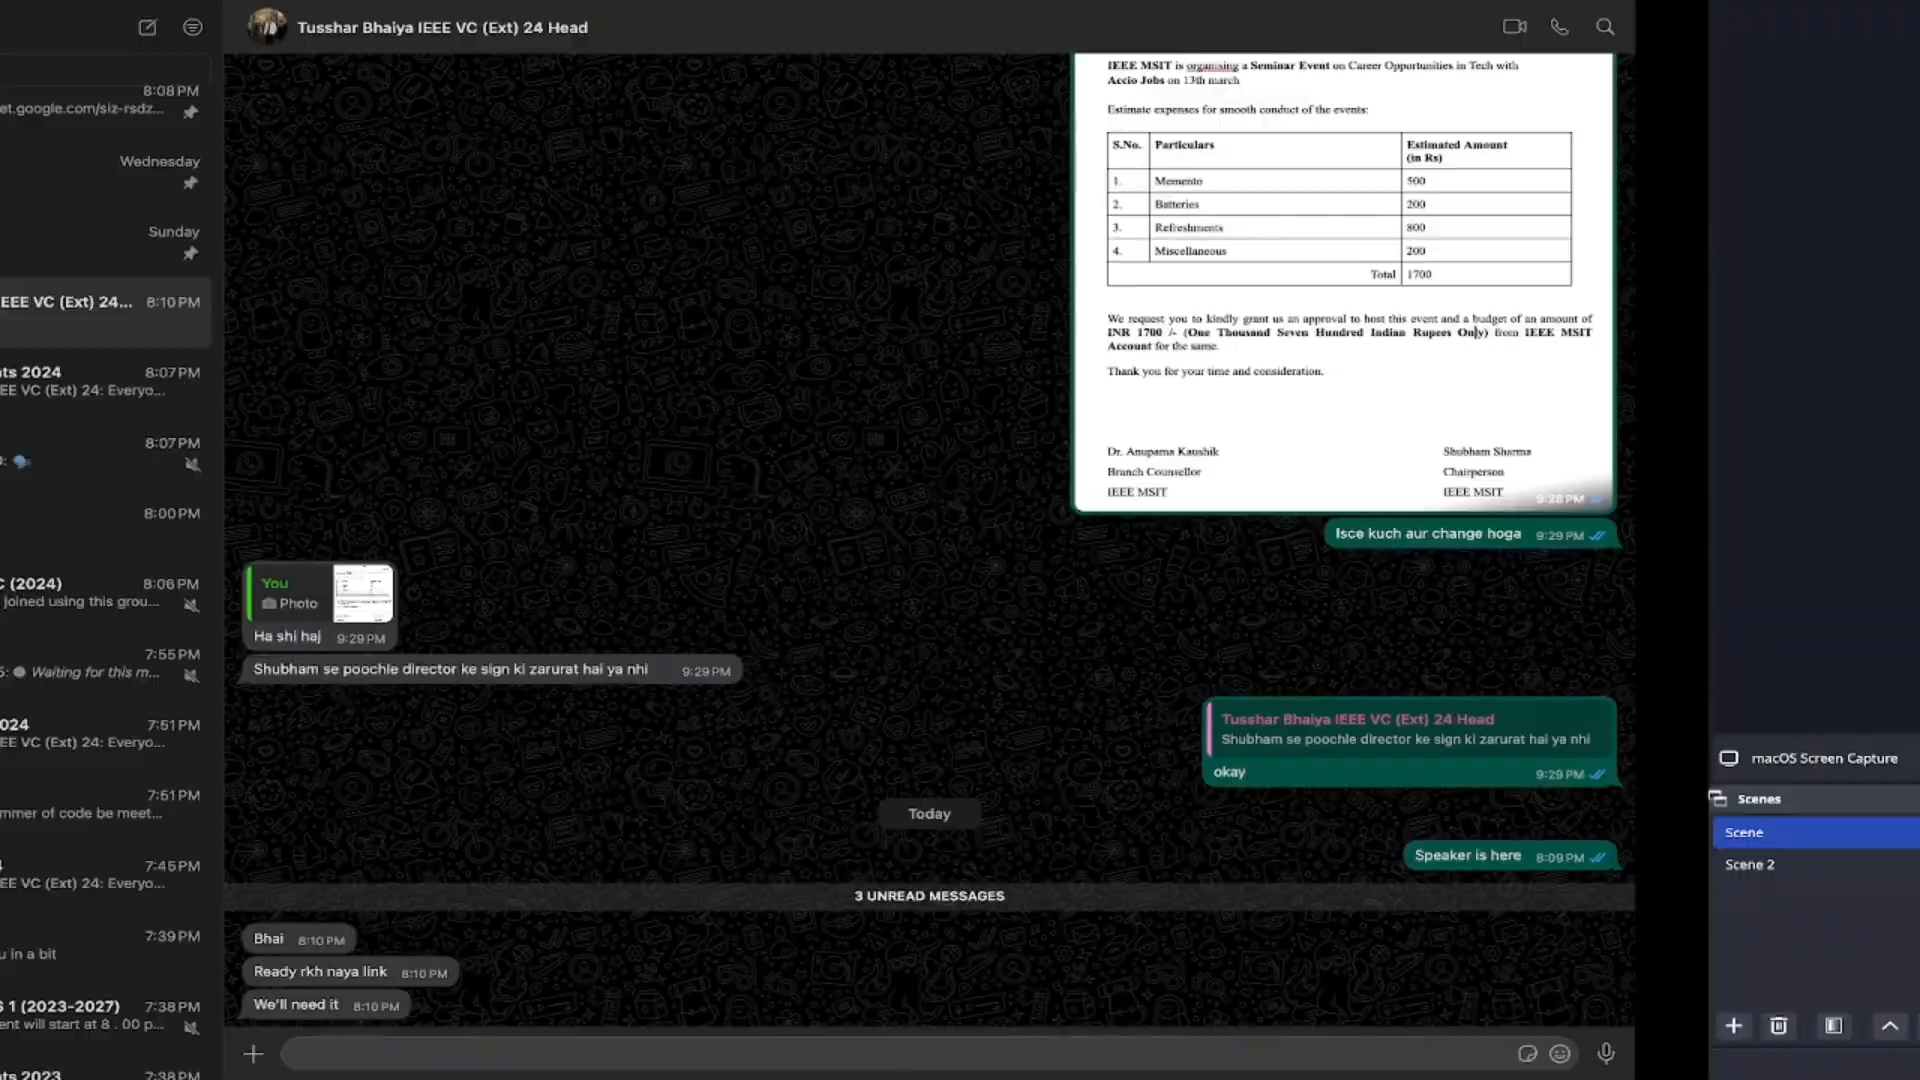 Tusshar Bhaiya IEEE VC (Ext) 24 Head
8:08 PM
et.google.com/siz-rsdz...
Wednesday
Sunday
EEE VC (Ext) 24... 8:10 PM
ts 2024 8:07 PM
EE VC (Ext) 24: Everyo...
8:07 PM
8:00 PM
C (2024) 8:06 PM
joined using this grou...
7:55 PM
5: Waiting for this m...
024 7:51 PM
EE VC (Ext) 24: Everyo...
7:51 PM
mmer of code be meet...
4 7:45 PM
EE VC (Ext) 24: Everyo...
7:39 PM
u in a bit
S 1 (2023-2027) 7:38 PM
ent will start at 8 . 00 p...
ts 2023 7:38 PM
IEEE MSIT is organising a Seminar Event on Career Opportunities in Tech with
Accio Jobs on 13th march
Estimate expenses for smooth conduct of the events:
S.No. Particulars Estimated Amount
(in Rs)
1. Memento 500
2. Batteries 200
3. Refreshments 800
4. Miscellaneous 200
Total 1700
We request you to kindly grant us an approval to host this event and a budget of an amount of
INR 1700 /- (One Thousand Seven Hundred Indian Rupees Only) from IEEE MSIT
Account for the same.
Thank you for your time and consideration.
Dr. Anupama Kaushik Shubham Sharma
Branch Counsellor Chairperson
IEEE MSIT IEEE MSIT
9:28 PM
Isce kuch aur change hoga 9:29 PM
You
Photo
Ha shi haj 9:29 PM
Shubham se poochle director ke sign ki zarurat hai ya nhi 9:29 PM
Tusshar Bhaiya IEEE VC (Ext) 24 Head
Shubham se poochle director ke sign ki zarurat hai ya nhi
okay 9:29 PM
Today
Speaker is here 8:09 PM
3 UNREAD MESSAGES
Bhai 8:10 PM
Ready rkh naya link 8:10 PM
We'll need it 8:10 PM
macOS Screen Capture
Scenes
Scene
Scene 2